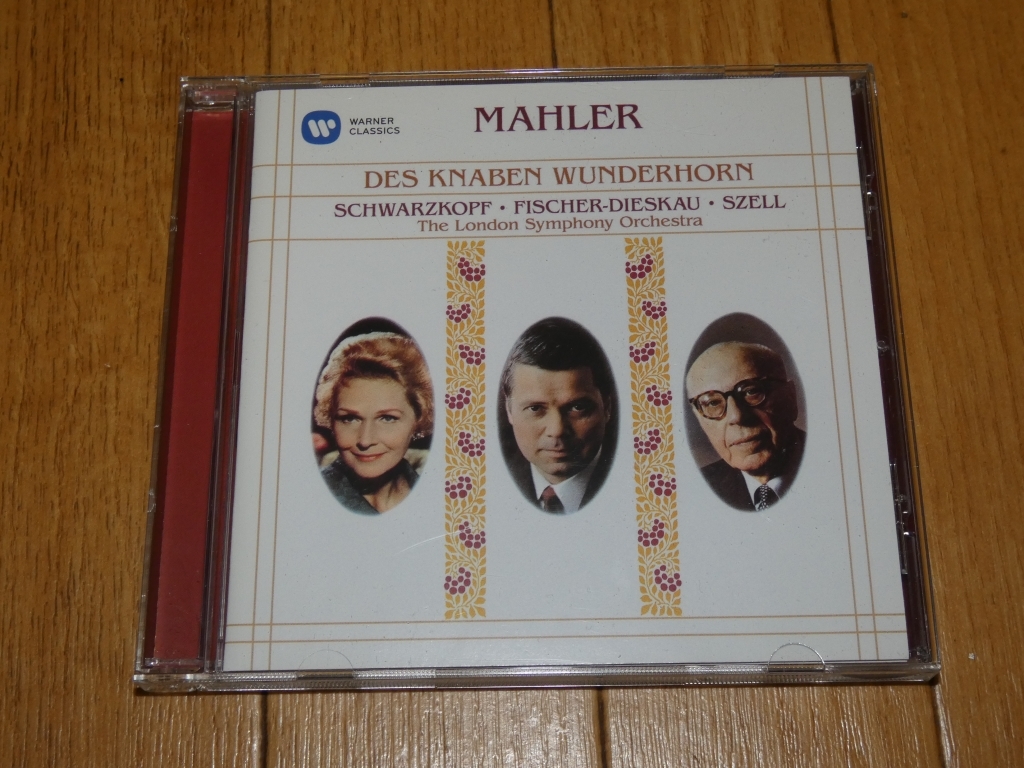 WARNER
CLASSICS
MAHLER
DES KNABEN WUNDERHORN
SCHWARZKOPF • FISCHER-DIESKAU • SZELL
The London Symphony Orchestra